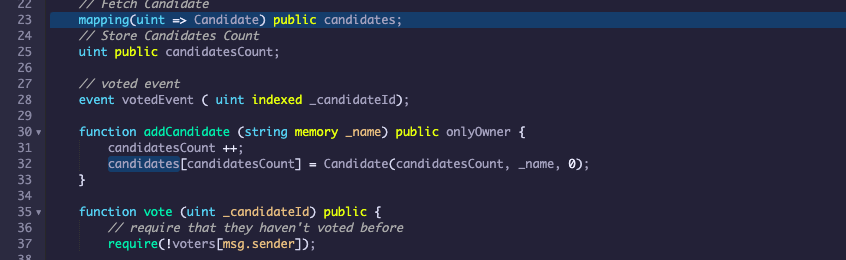 22 // Fetch Candidate
23 mapping(uint => Candidate) public candidates;
24 // Store Candidates Count
25 uint public candidatesCount;
26
27 // voted event
28 event votedEvent ( uint indexed _candidateId);
29
30 function addCandidate (string memory _name) public onlyOwner {
31 candidatesCount ++;
32 candidates[candidatesCount] = Candidate(candidatesCount, _name, 0);
33 }
34
35 function vote (uint _candidateId) public {
36 // require that they haven't voted before
37 require(!voters[msg.sender]);
38